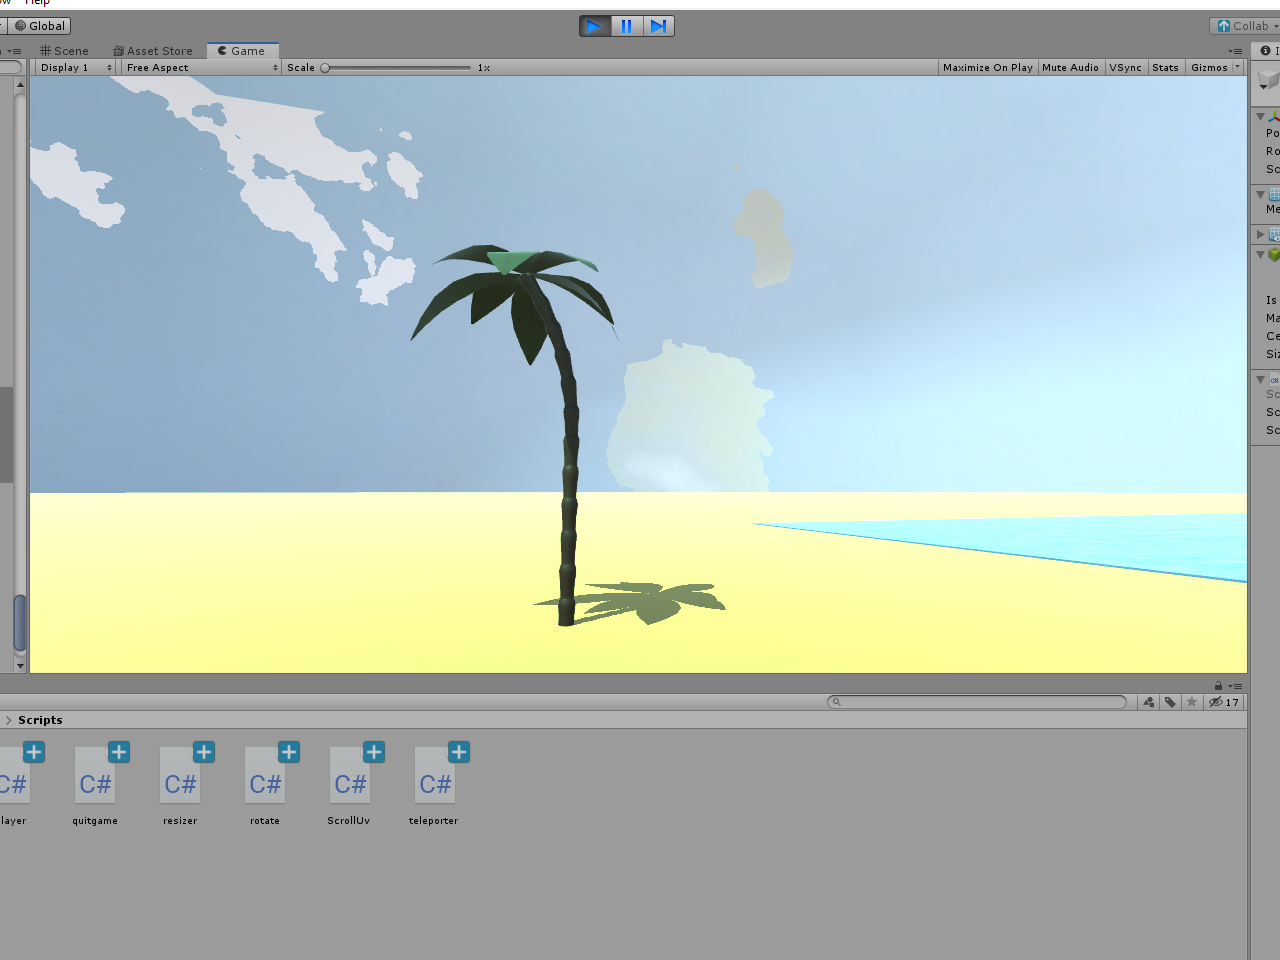 Help
Global
Collab
Scene
Asset Store
Game
Display 1
Free Aspect
Scale
1x
Maximize On Play
Mute Audio
VSync
Stats
Gizmos
Po
Ro
Sc
Me
Is
Ma
Ce
Siz
C#
Sc
Sc
Sc
17
Scripts
C#
C#
C#
C#
C#
C#
layer
quitgame
resizer
rotate
ScrollUv
teleporter